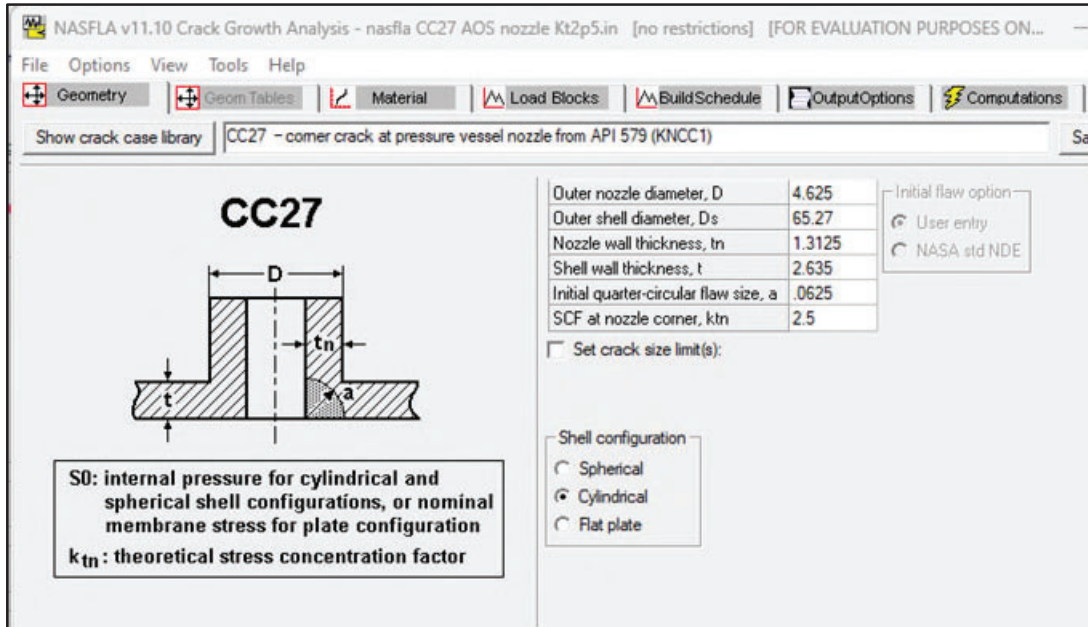 NASFLA v11.10 Crack Growth Analysis - nasfla CC27 AOS nozzle Kt2p5.in [no restrictions] [FOR EVALUATION PURPOSES ON...
File Options View Tools Help
Geometry Geom Tables Material Load Blocks BuildSchedule OutputOptions Computations
Show crack case library CC27 - corner crack at pressure vessel nozzle from API 579 (KNCC1) Sa
CC27
D
tn
a
t
S0: internal pressure for cylindrical and
spherical shell configurations, or nominal
membrane stress for plate configuration
ktn : theoretical stress concentration factor
Outer nozzle diameter, D 4.625
Outer shell diameter, Ds 65.27
Nozzle wall thickness, tn 1.3125
Shell wall thickness, t 2.635
Initial quarter-circular flaw size, a .0625
SCF at nozzle corner, ktn 2.5
Set crack size limit(s):
Initial flaw option
User entry
NASA std NDE
Shell configuration
Spherical
Cylindrical
Flat plate